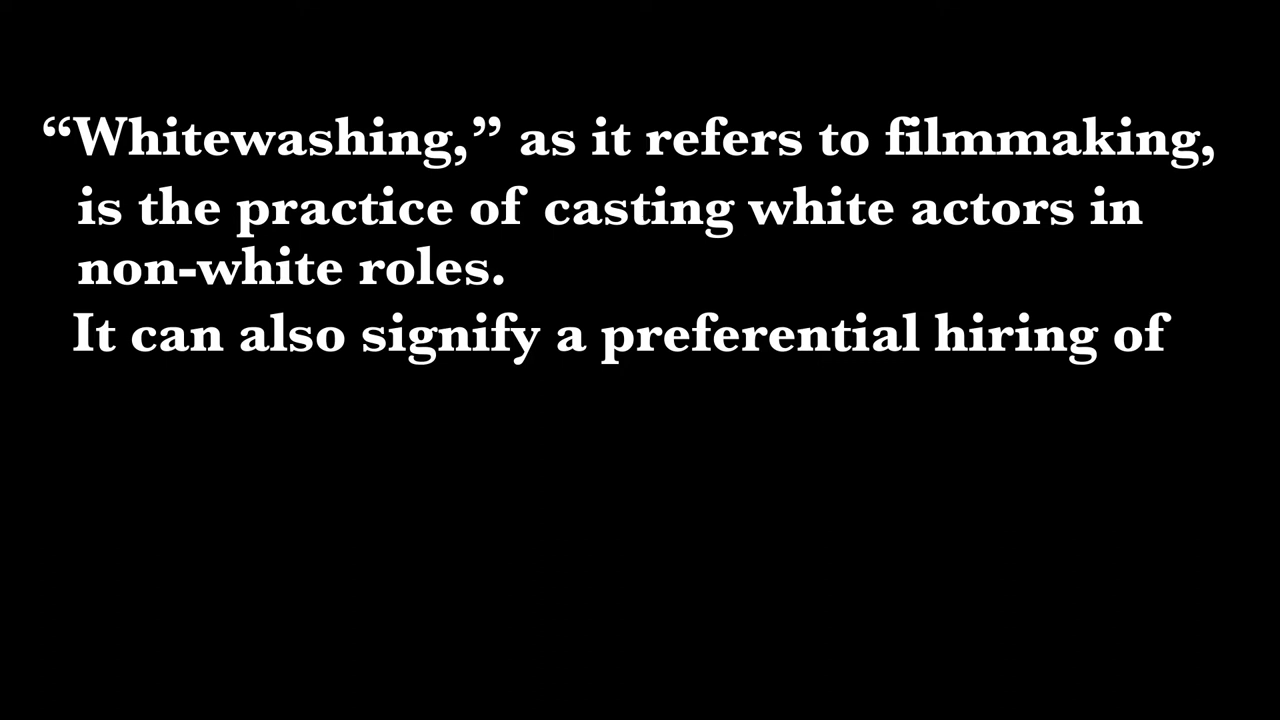 “Whitewashing,” as it refers to filmmaking,
is the practice of casting white actors in
non-white roles.
It can also signify a preferential hiring of